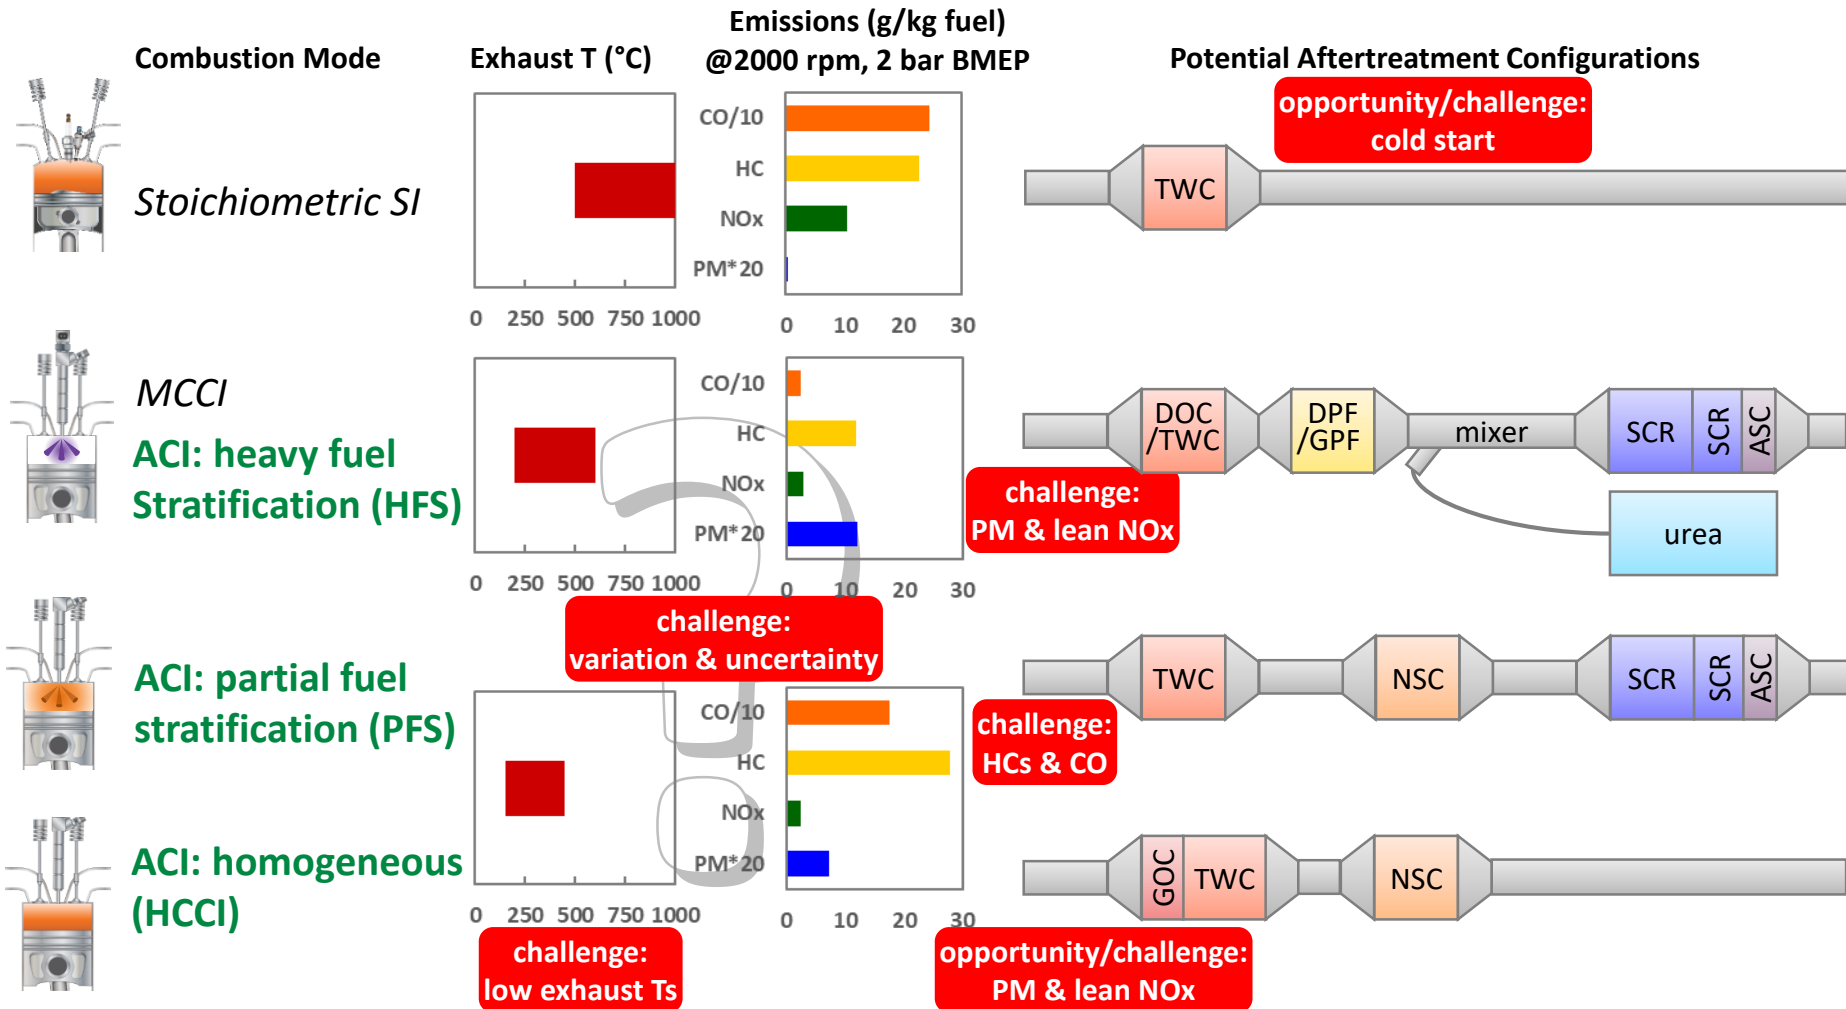 Combustion Mode
Exhaust T (°C)
Emissions (g/kg fuel)
@2000 rpm, 2 bar BMEP
Potential Aftertreatment Configurations
opportunity/challenge:
cold start
Stoichiometric SI
0 250 500 750 1000
CO/10
HC
NOx
PM*20
0 10 20 30
TWC
MCCI
ACI: heavy fuel
Stratification (HFS)
0 250 500 750 1000
CO/10
HC
NOx
PM*20
0 10 20 30
challenge:
PM & lean NOx
DOC
/TWC
DPF
/GPF
mixer
SCR
SCR
ASC
urea
challenge:
variation & uncertainty
ACI: partial fuel
stratification (PFS)
challenge:
HCs & CO
TWC
NSC
SCR
SCR
ASC
CO/10
HC
NOx
PM*20
0 10 20 30
0 250 500 750 1000
ACI: homogeneous
(HCCI)
challenge:
low exhaust Ts
opportunity/challenge:
PM & lean NOx
GOC
TWC
NSC